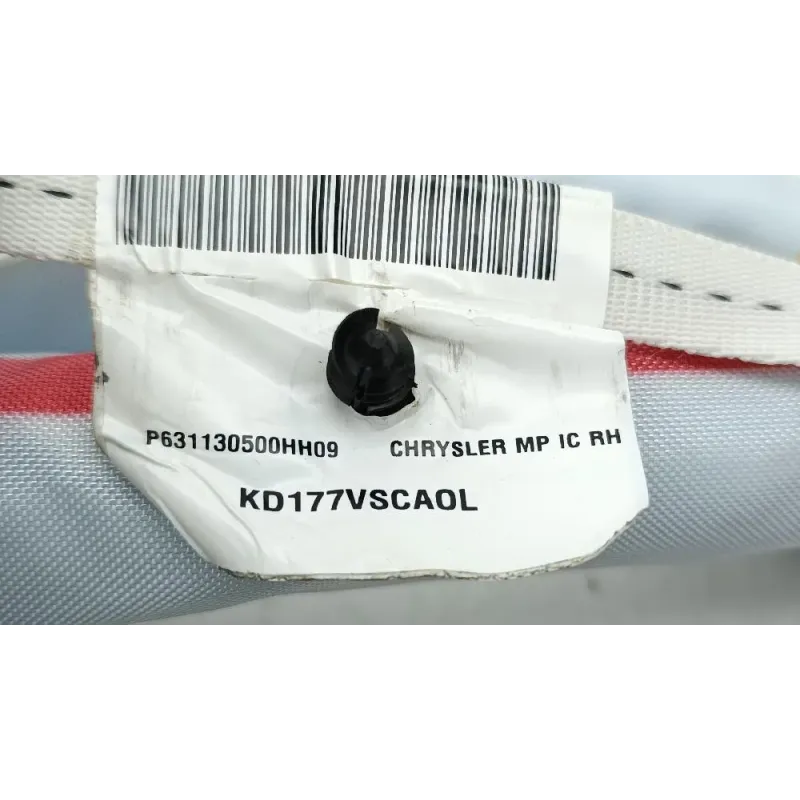 P631130500HH09 CHRYSLER MP IC RH
KD177VSCAOL